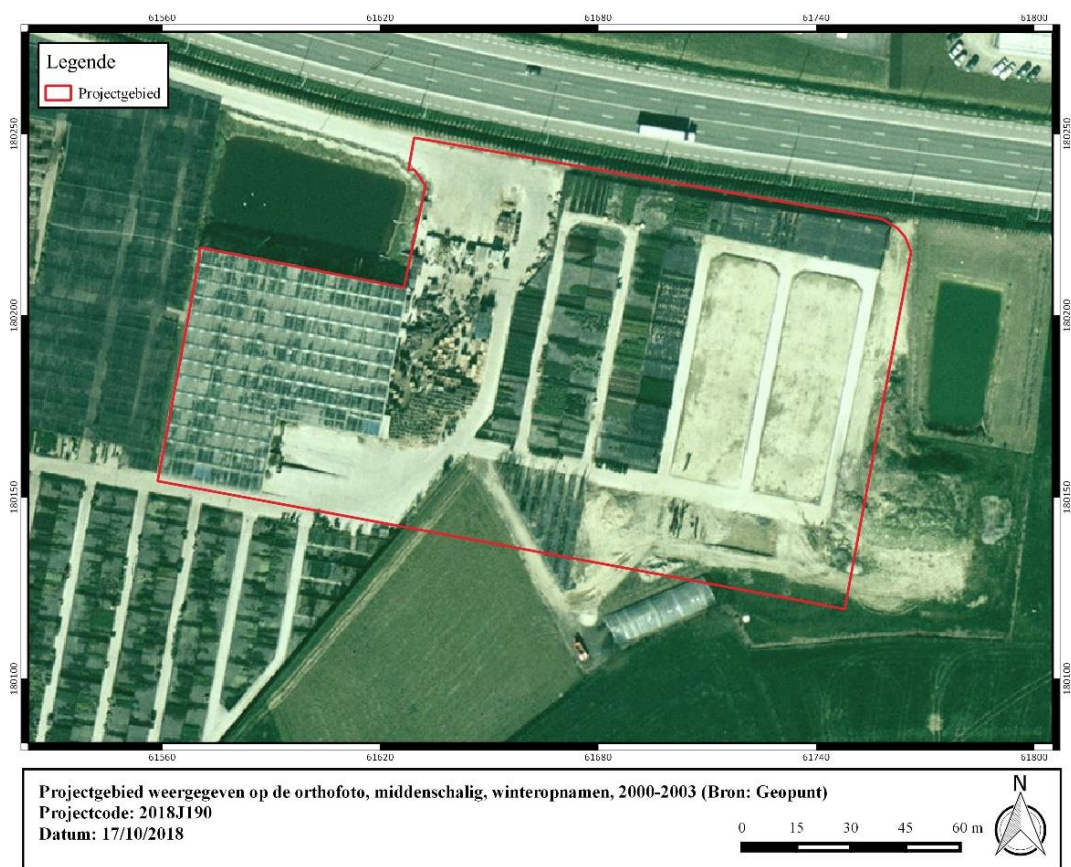 61560 61620 61680 61740 61800
Legende
Projectgebied
180250 180250
180200 180200
180150 180150
180100 180100
61560 61620 61680 61740 61800
Projectgebied weergegeven op de orthofoto, middenschalig, winteropnamen, 2000-2003 (Bron: Geopunt)
Projectcode: 2018J190
Datum: 17/10/2018
N
0 15 30 45 60 m